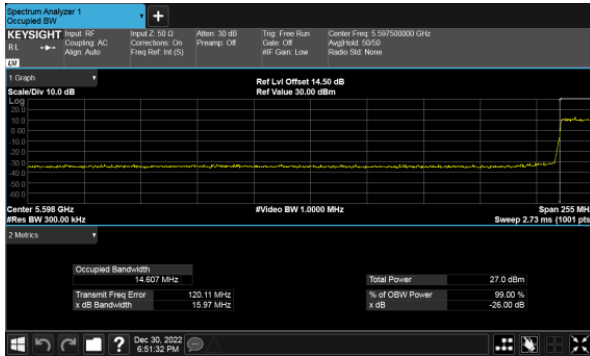 Spectrum Analyzer 1
Occupied BW
+
KEYSIGHT Input: RF Input Z: 50 Ω Atten: 30 dB Trig: Free Run Center Freq: 5.597500000 GHz
RL Coupling: AC Corrections: On Preamp: Off Gate: Off Avg|Hold: 50/50
Align: Auto Freq Ref: Int (S) #IF Gain: Low Radio Std: None
LXI
1 Graph Ref Lvl Offset 14.50 dB
Scale/Div 10.0 dB Ref Value 30.00 dBm
Log
20.0
10.0
0.00
-10.0
-20.0
-30.0
-40.0
-50.0
-60.0
Center 5.598 GHz #Video BW 1.0000 MHz Span 255 MH
#Res BW 300.00 kHz Sweep 2.73 ms (1001 pts
2 Metrics
Occupied Bandwidth
14.607 MHz Total Power 27.0 dBm
Transmit Freq Error 120.11 MHz % of OBW Power 99.00 %
x dB Bandwidth 15.97 MHz x dB -26.00 dB
? Dec 30, 2022
6:51:32 PM